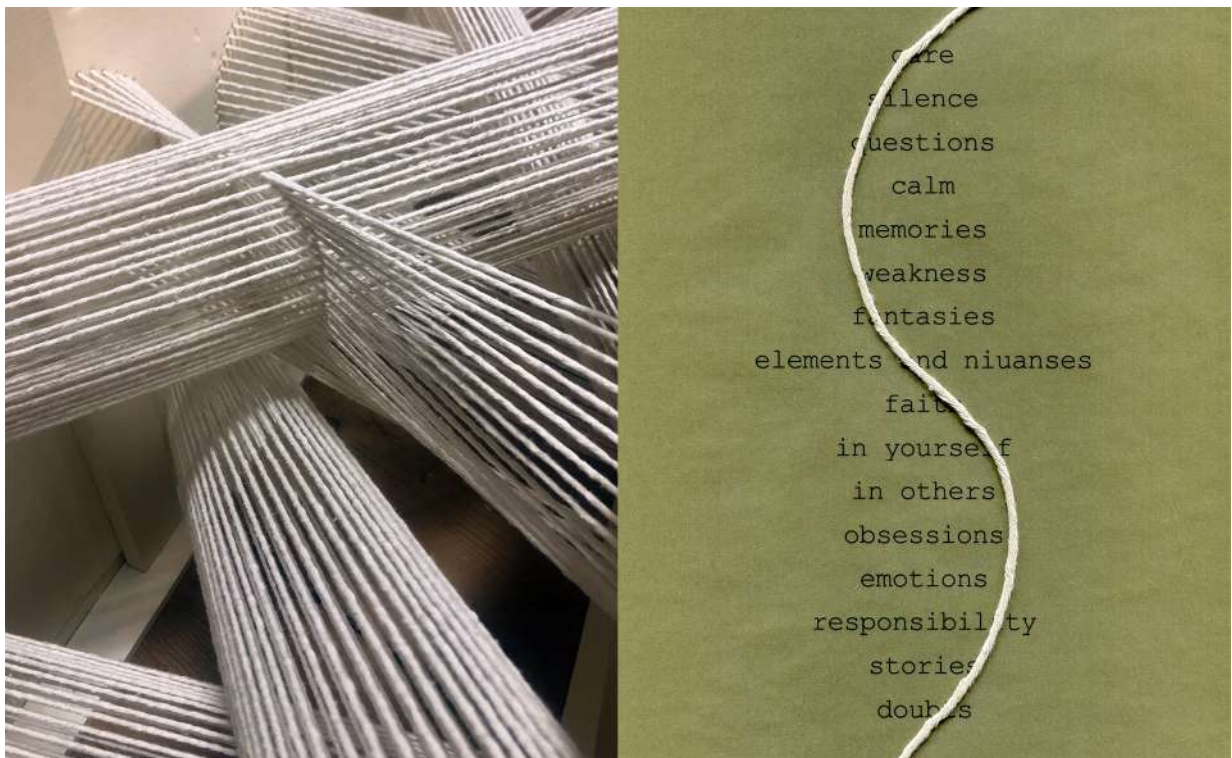 care
silence
questions
calm
memories
weakness
fantasies
elements and niuanses
faith
in yourself
in others
obsessions
emotions
responsibility
stories
doubts